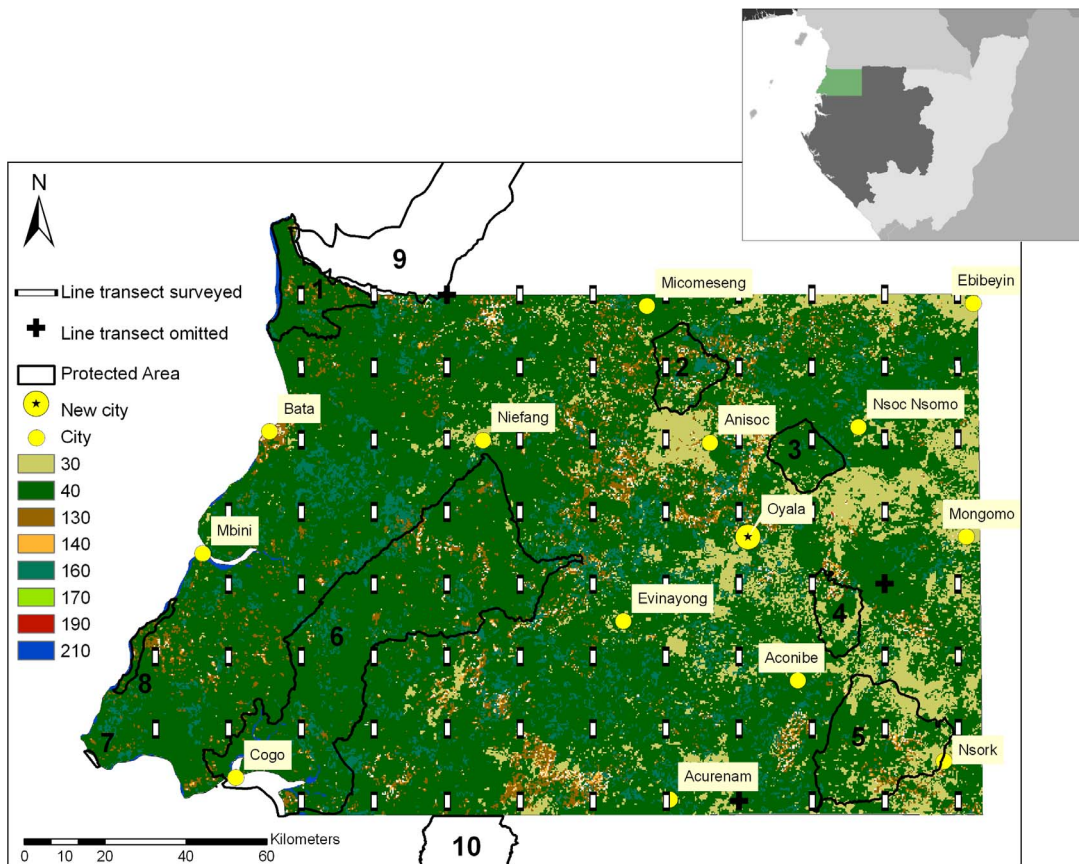 N
9
Line transect surveyed
Line transect omitted
Protected Area
New city
City
30
40
130
140
160
170
190
210
1
Micomeseng
Ebibeyin
2
Bata
Niefang
Anisoc
Nsoc Nsomo
3
Mbini
Oyala
Mongomo
6
Evinayong
4
8
Aconibe
7
5
Cogo
Acurenam
Nsork
Kilometers
0 10 20 40 60
10